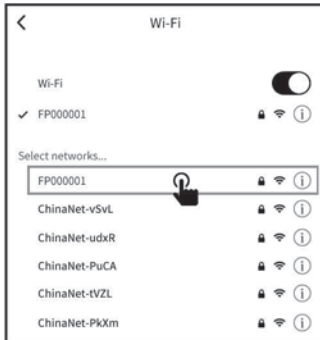 Wi-Fi
Wi-Fi
FP000001
Select networks...
FP000001
ChinaNet-vSvL
ChinaNet-udxR
ChinaNet-PuCA
ChinaNet-tVZL
ChinaNet-PkXm